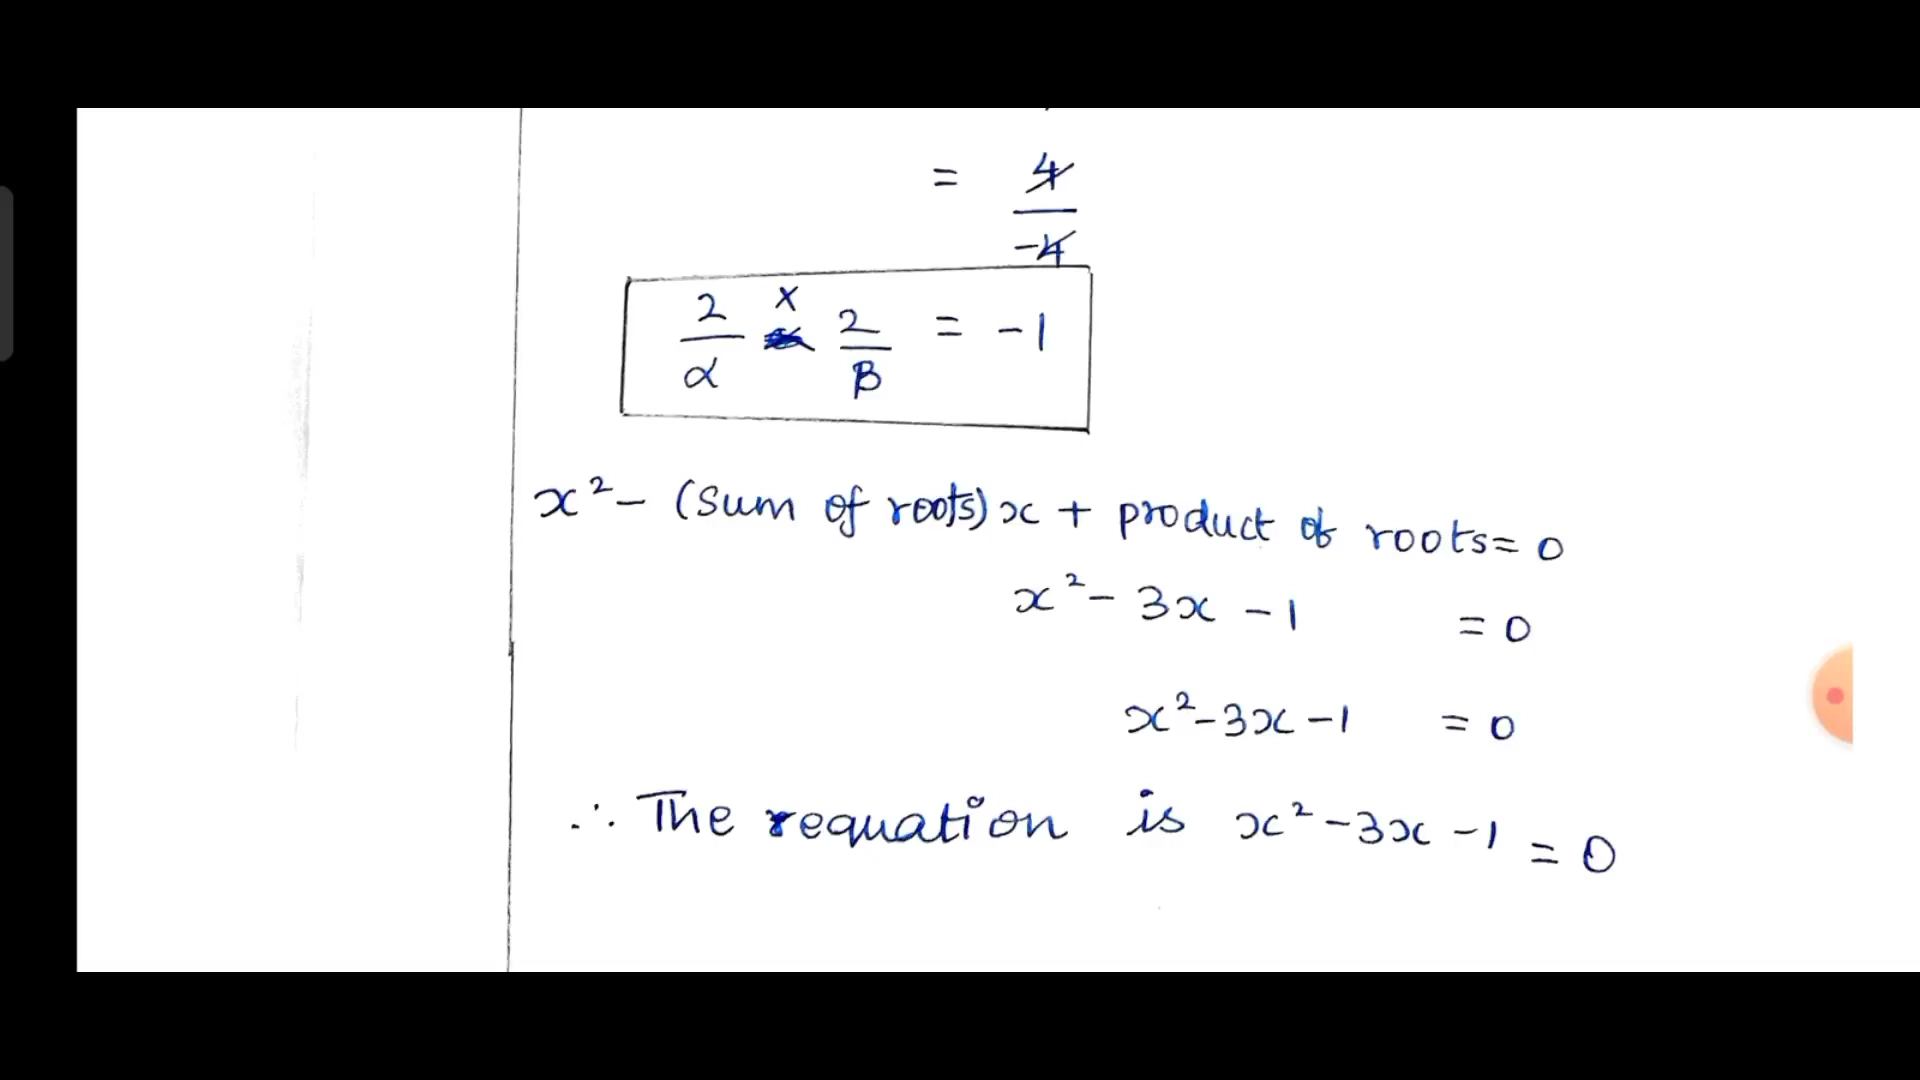 = 4/-4
2/α × 2/β = -1
x² - (Sum of roots) x + product of roots = 0
x² - 3x - 1 = 0
x² - 3x - 1 = 0
∴ The requation is x² - 3x - 1 = 0